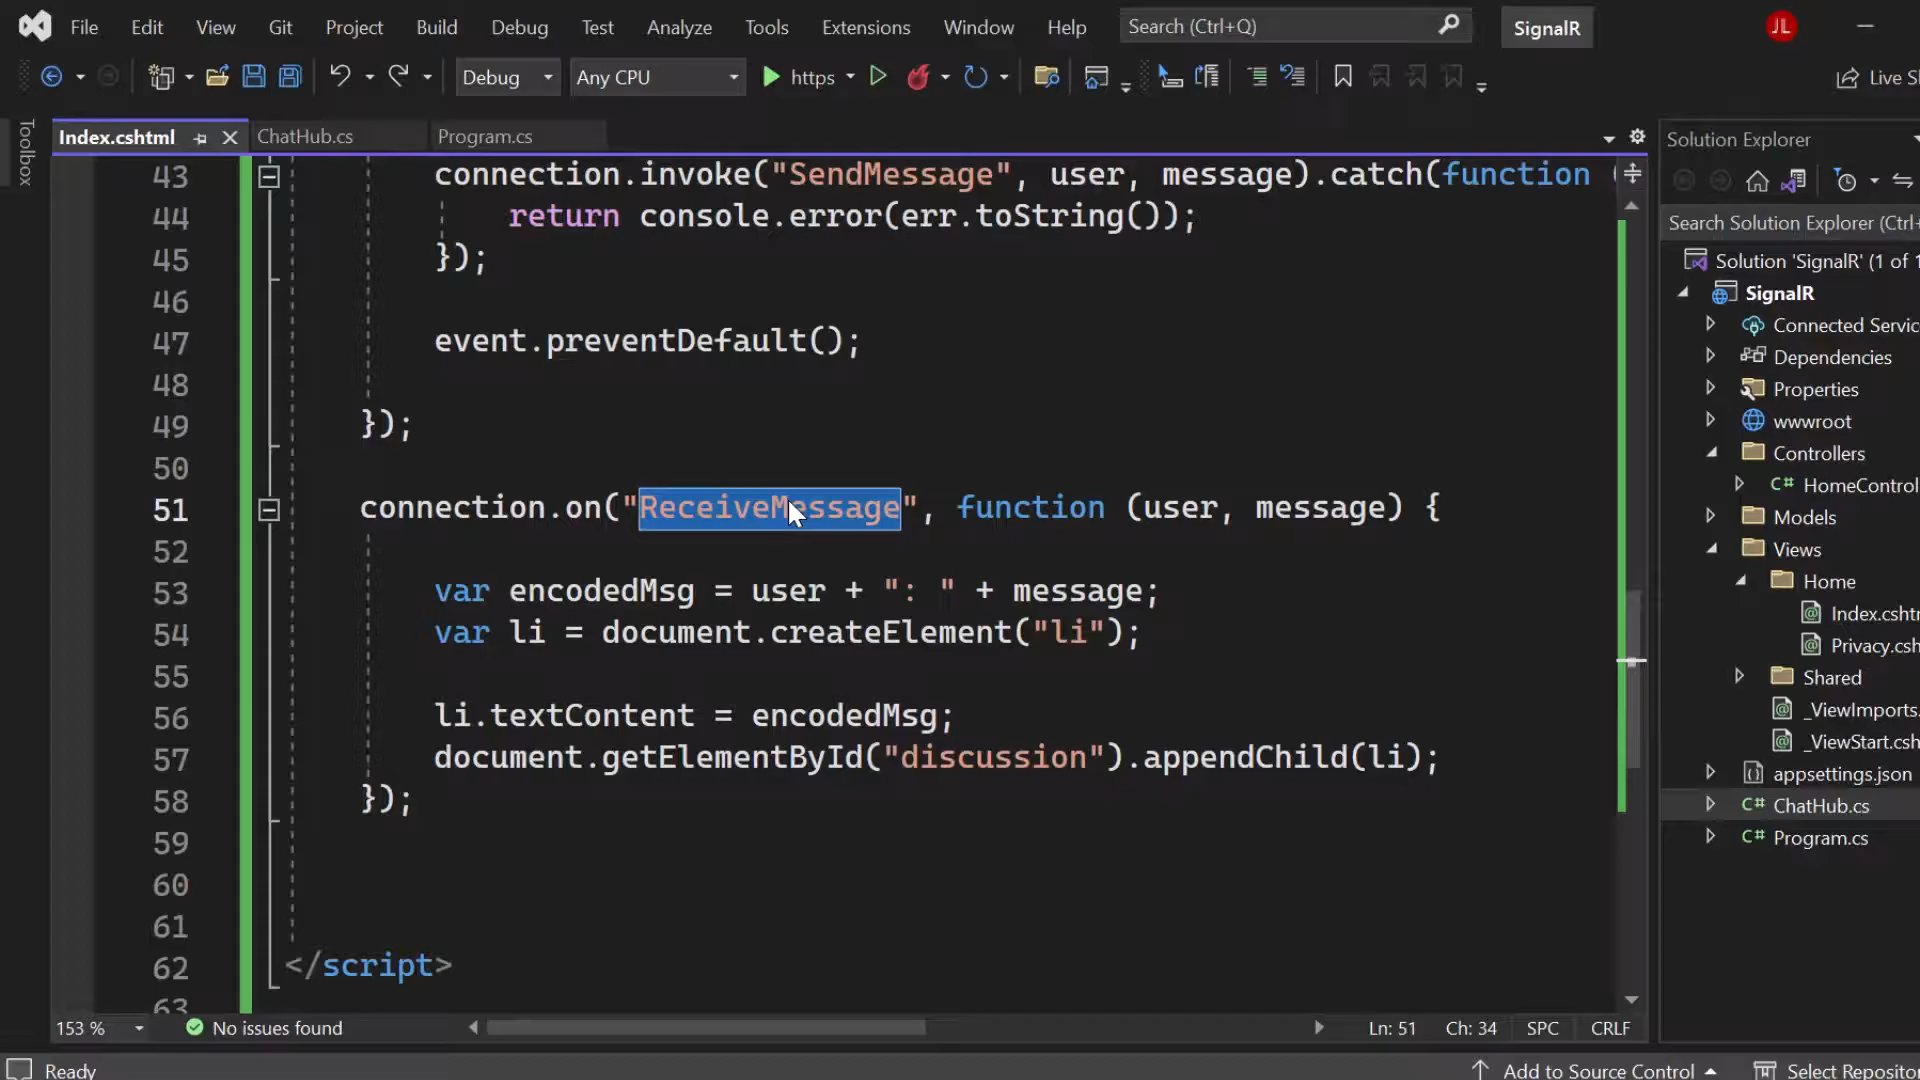 File Edit View Git Project Build Debug Test Analyze Tools Extensions Window Help Search (Ctrl+Q) SignalR JL
Debug Any CPU https Live S
Toolbox
Index.cshtml ChatHub.cs Program.cs
43 connection.invoke("SendMessage", user, message).catch(function (
44 return console.error(err.toString());
45 });
46
47 event.preventDefault();
48
49 });
50
51 connection.on("ReceiveMessage", function (user, message) {
52
53 var encodedMsg = user + ": " + message;
54 var li = document.createElement("li");
55
56 li.textContent = encodedMsg;
57 document.getElementById("discussion").appendChild(li);
58 });
59
60
61
62 </script>
63
153 % No issues found Ln: 51 Ch: 34 SPC CRLF
Solution Explorer
Search Solution Explorer (Ctrl+
Solution 'SignalR' (1 of 1
SignalR
Connected Servic
Dependencies
Properties
wwwroot
Controllers
C# HomeControl
Models
Views
Home
Index.cshtm
Privacy.csh
Shared
_ViewImports.
_ViewStart.csh
appsettings.json
C# ChatHub.cs
C# Program.cs
Ready Add to Source Control Select Repositor